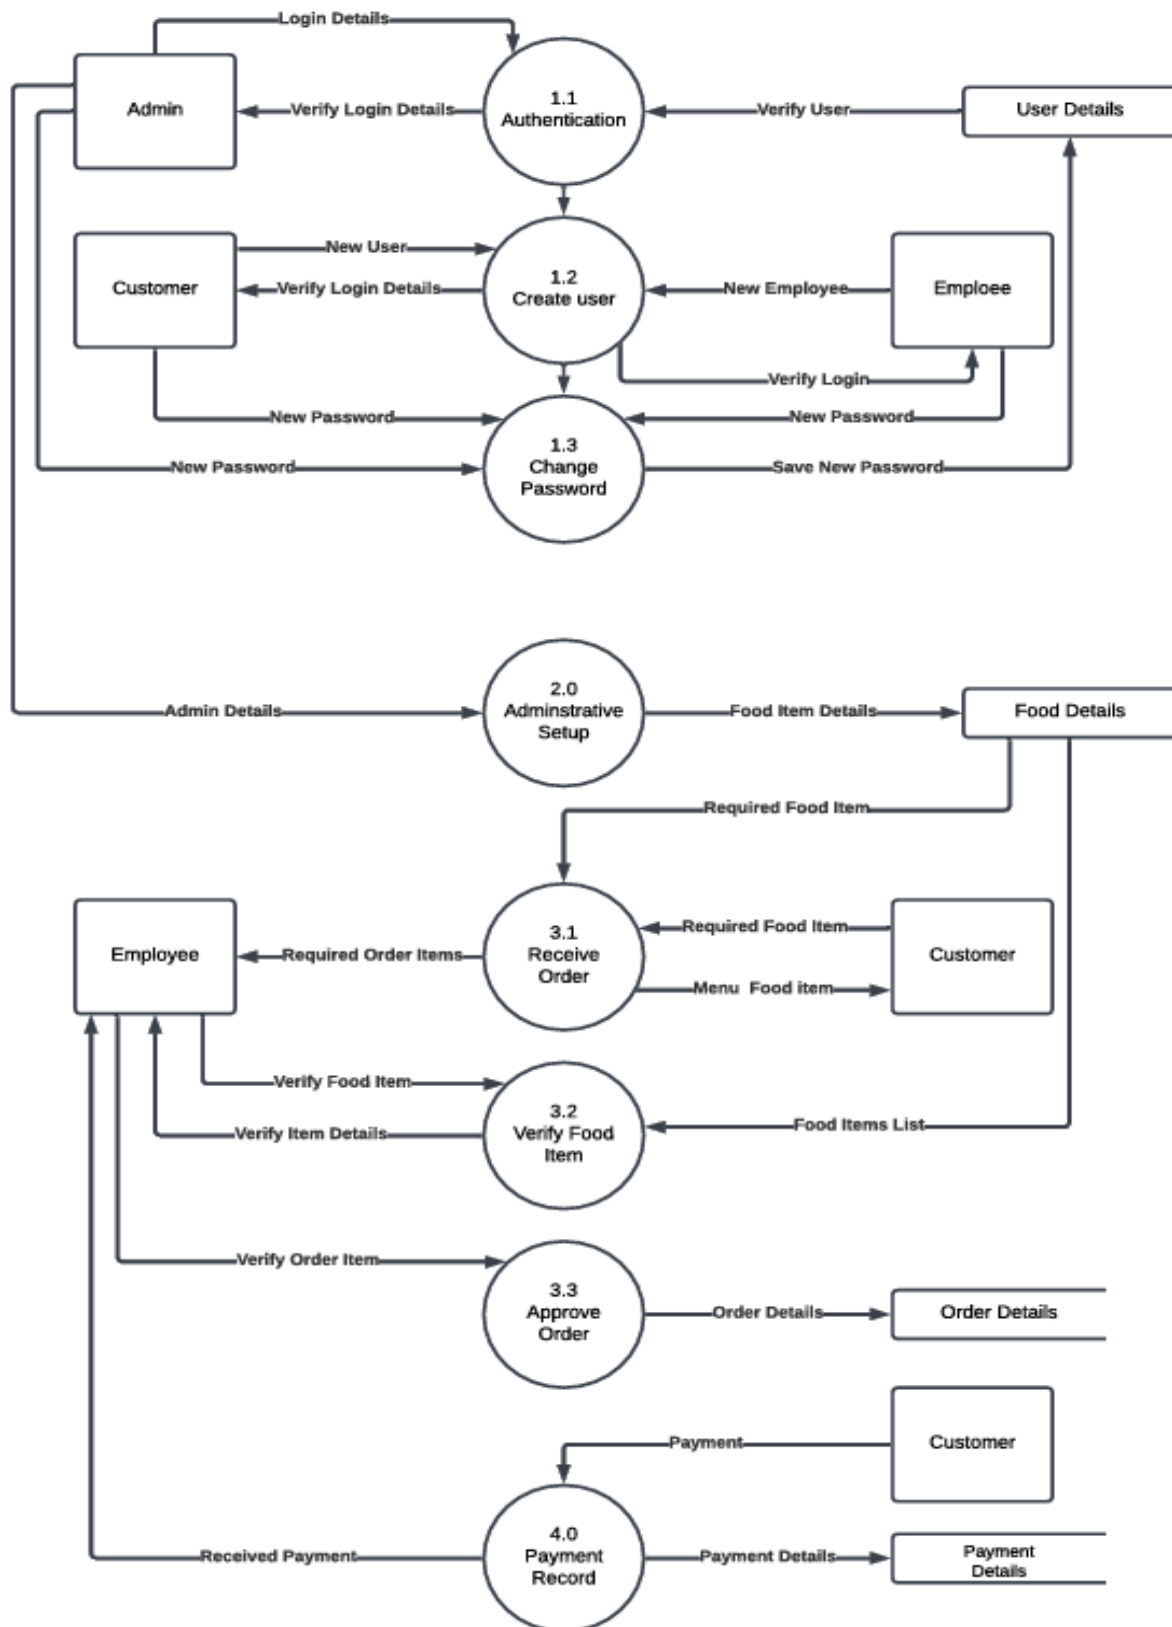 Login Details
Admin
Verify Login Details
1.1
Authentication
Verify User
User Details
Customer
New User
Verify Login Details
1.2
Create user
New Employee
Emploee
Verify Login
New Password
New Password
New Password
1.3
Change
Password
Save New Password
Admin Details
2.0
Adminstrative
Setup
Food Item Details
Food Details
Required Food Item
Employee
Required Order Items
3.1
Receive
Order
Required Food Item
Menu Food item
Customer
Verify Food Item
Verify Item Details
3.2
Verify Food
Item
Food Items List
Verify Order Item
3.3
Approve
Order
Order Details
Order Details
Payment
Customer
Received Payment
4.0
Payment
Record
Payment Details
Payment
Details